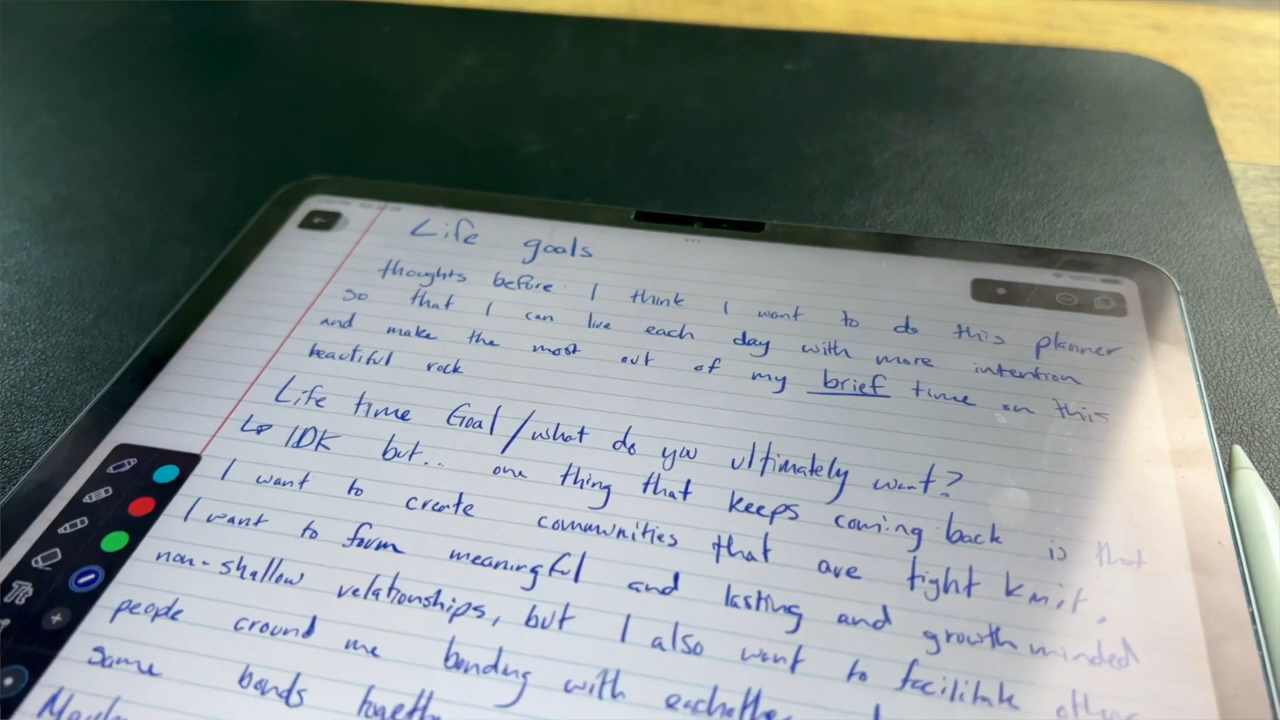 Life goals
thoughts before: I think I want to do this planner
so that I can live each day with more intention
and make the most out of my brief time on this
beautiful rock
Life time Goal/what do you ultimately want?
↳ IDK but... one thing that keeps coming back is that
I want to create communities that are tight knit.
I want to form meaningful and lasting and growth minded
non-shallow relationships, but I also want to facilitate other
people around me bonding with eachother
same bonds togeth
Maybe